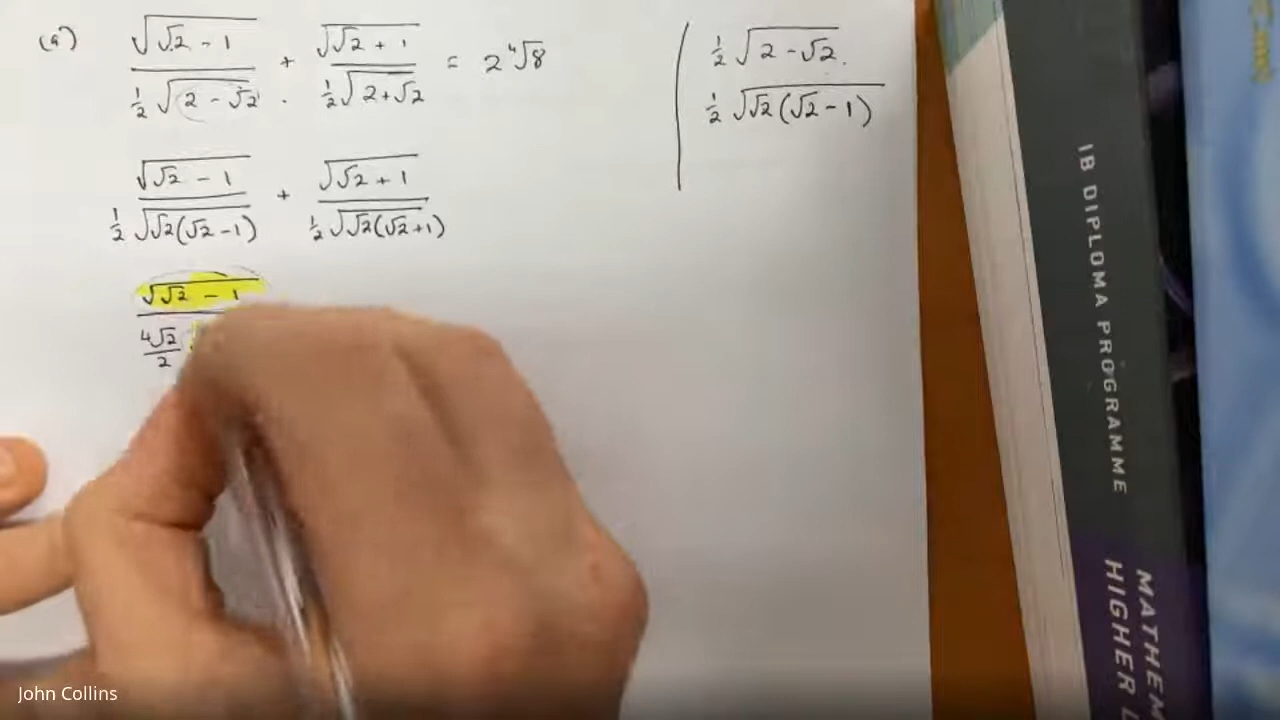 (a) √(√2 - 1) / ½√(2 - √2) + √(√2 + 1) / ½√(2+√2) = 2 ⁴√8
½ √(2 - √2).
½ √(√2(√2 - 1))
√(√2 - 1) / ½√(√2(√2 - 1)) + √(√2 + 1) / ½√(√2(√2+1))
√(√2 - 1)
⁴√2 / 2
IB DIPLOMA PROGRAMME
MATHEM
HIGHER L
John Collins